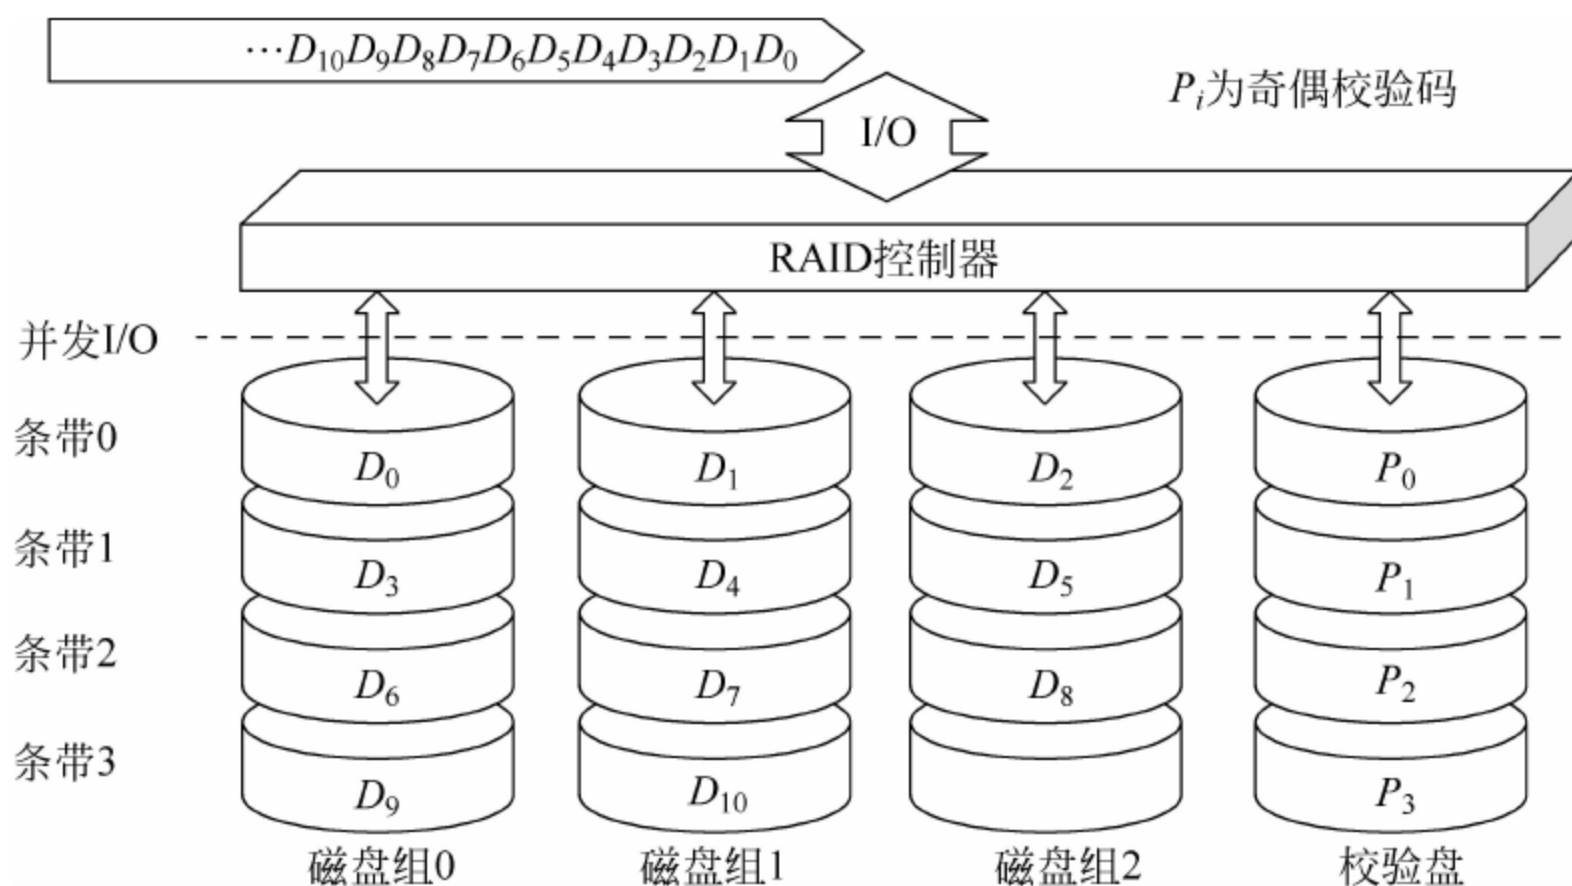 …D₁₀D₉D₈D₇D₆D₅D₄D₃D₂D₁D₀
Pᵢ为奇偶校验码
I/O
RAID控制器
并发I/O
条带0
D₀
D₁
D₂
P₀
条带1
D₃
D₄
D₅
P₁
条带2
D₆
D₇
D₈
P₂
条带3
D₉
D₁₀
P₃
磁盘组0
磁盘组1
磁盘组2
校验盘